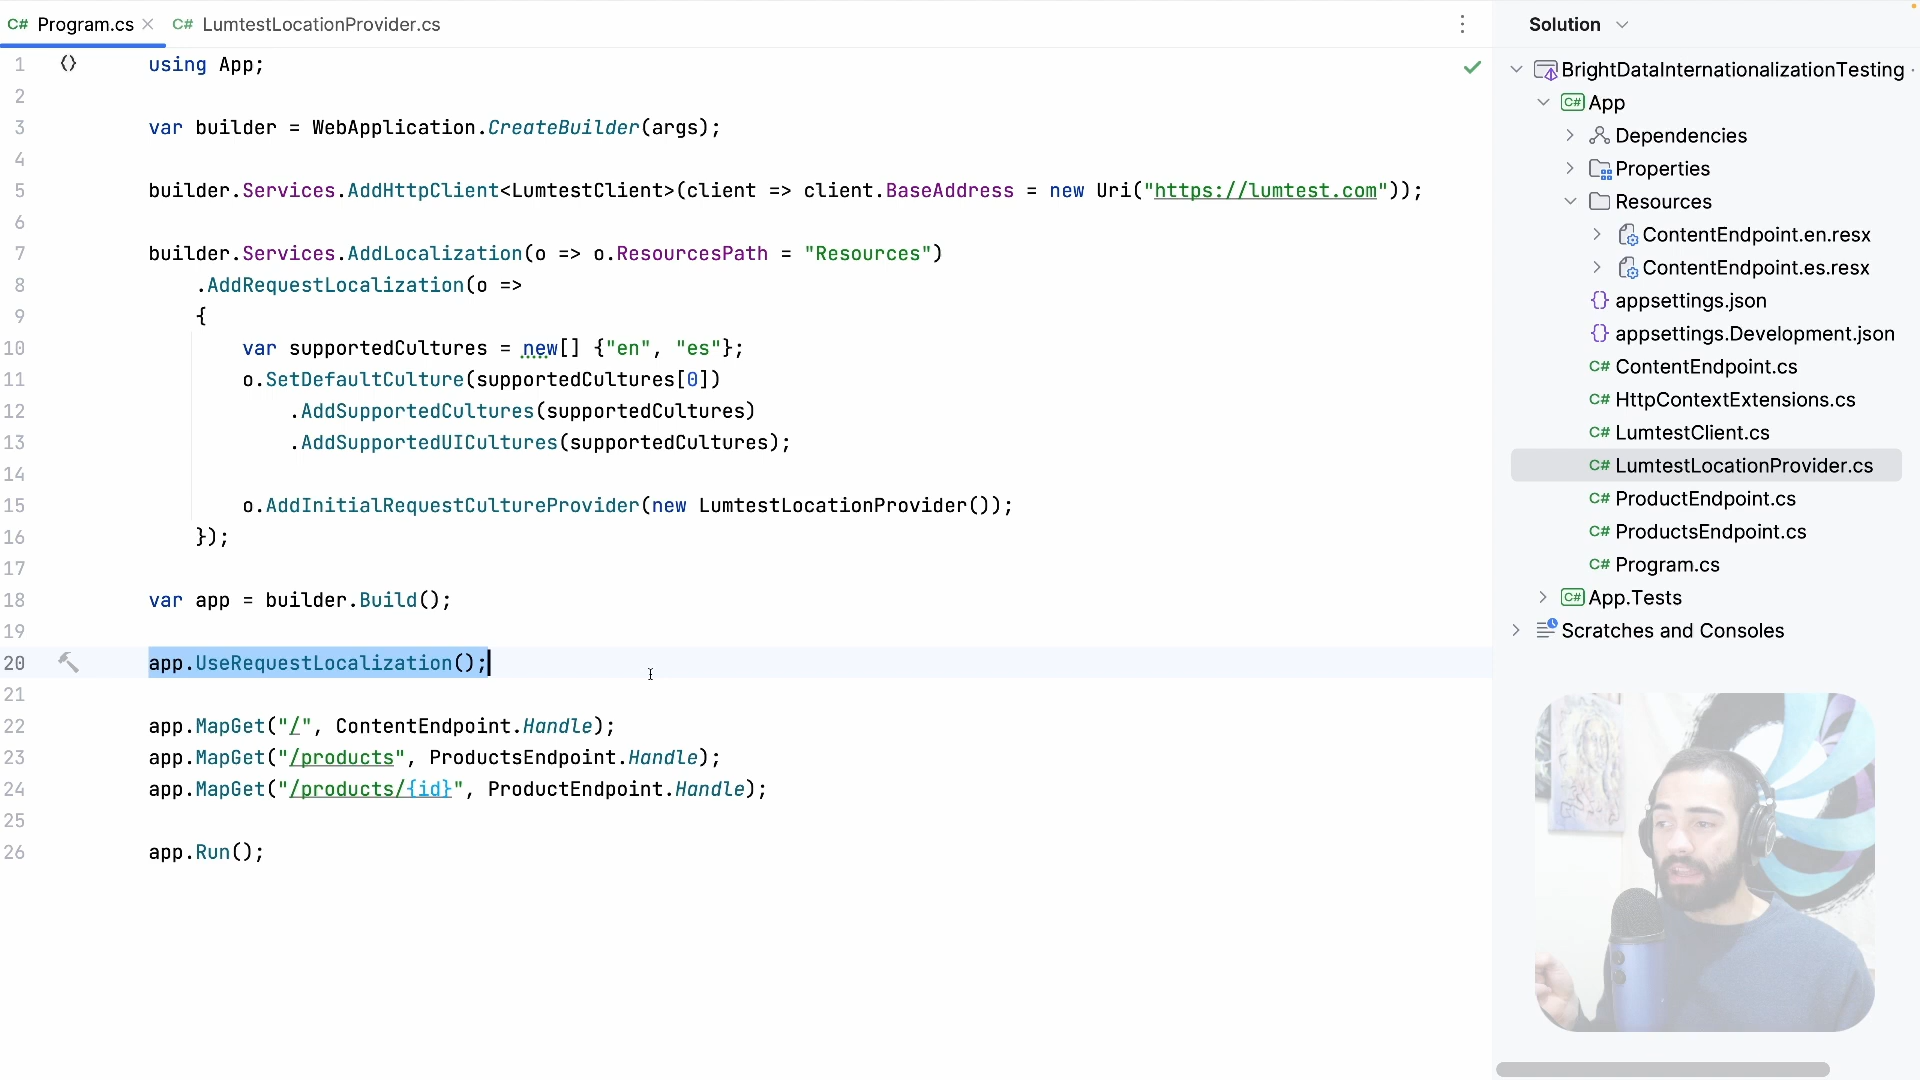 C# Program.cs
C# LumtestLocationProvider.cs
Solution
1 using App;
2
3 var builder = WebApplication.CreateBuilder(args);
4
5 builder.Services.AddHttpClient<LumtestClient>(client => client.BaseAddress = new Uri("https://lumtest.com"));
6
7 builder.Services.AddLocalization(o => o.ResourcesPath = "Resources")
8 .AddRequestLocalization(o =>
9 {
10 var supportedCultures = new[] {"en", "es"};
11 o.SetDefaultCulture(supportedCultures[0])
12 .AddSupportedCultures(supportedCultures)
13 .AddSupportedUICultures(supportedCultures);
14
15 o.AddInitialRequestCultureProvider(new LumtestLocationProvider());
16 });
17
18 var app = builder.Build();
19
20 app.UseRequestLocalization();
21
22 app.MapGet("/", ContentEndpoint.Handle);
23 app.MapGet("/products", ProductsEndpoint.Handle);
24 app.MapGet("/products/{id}", ProductEndpoint.Handle);
25
26 app.Run();
BrightDataInternationalizationTesting ·
C# App
Dependencies
Properties
Resources
ContentEndpoint.en.resx
ContentEndpoint.es.resx
{} appsettings.json
{} appsettings.Development.json
C# ContentEndpoint.cs
C# HttpContextExtensions.cs
C# LumtestClient.cs
C# LumtestLocationProvider.cs
C# ProductEndpoint.cs
C# ProductsEndpoint.cs
C# Program.cs
C# App.Tests
Scratches and Consoles